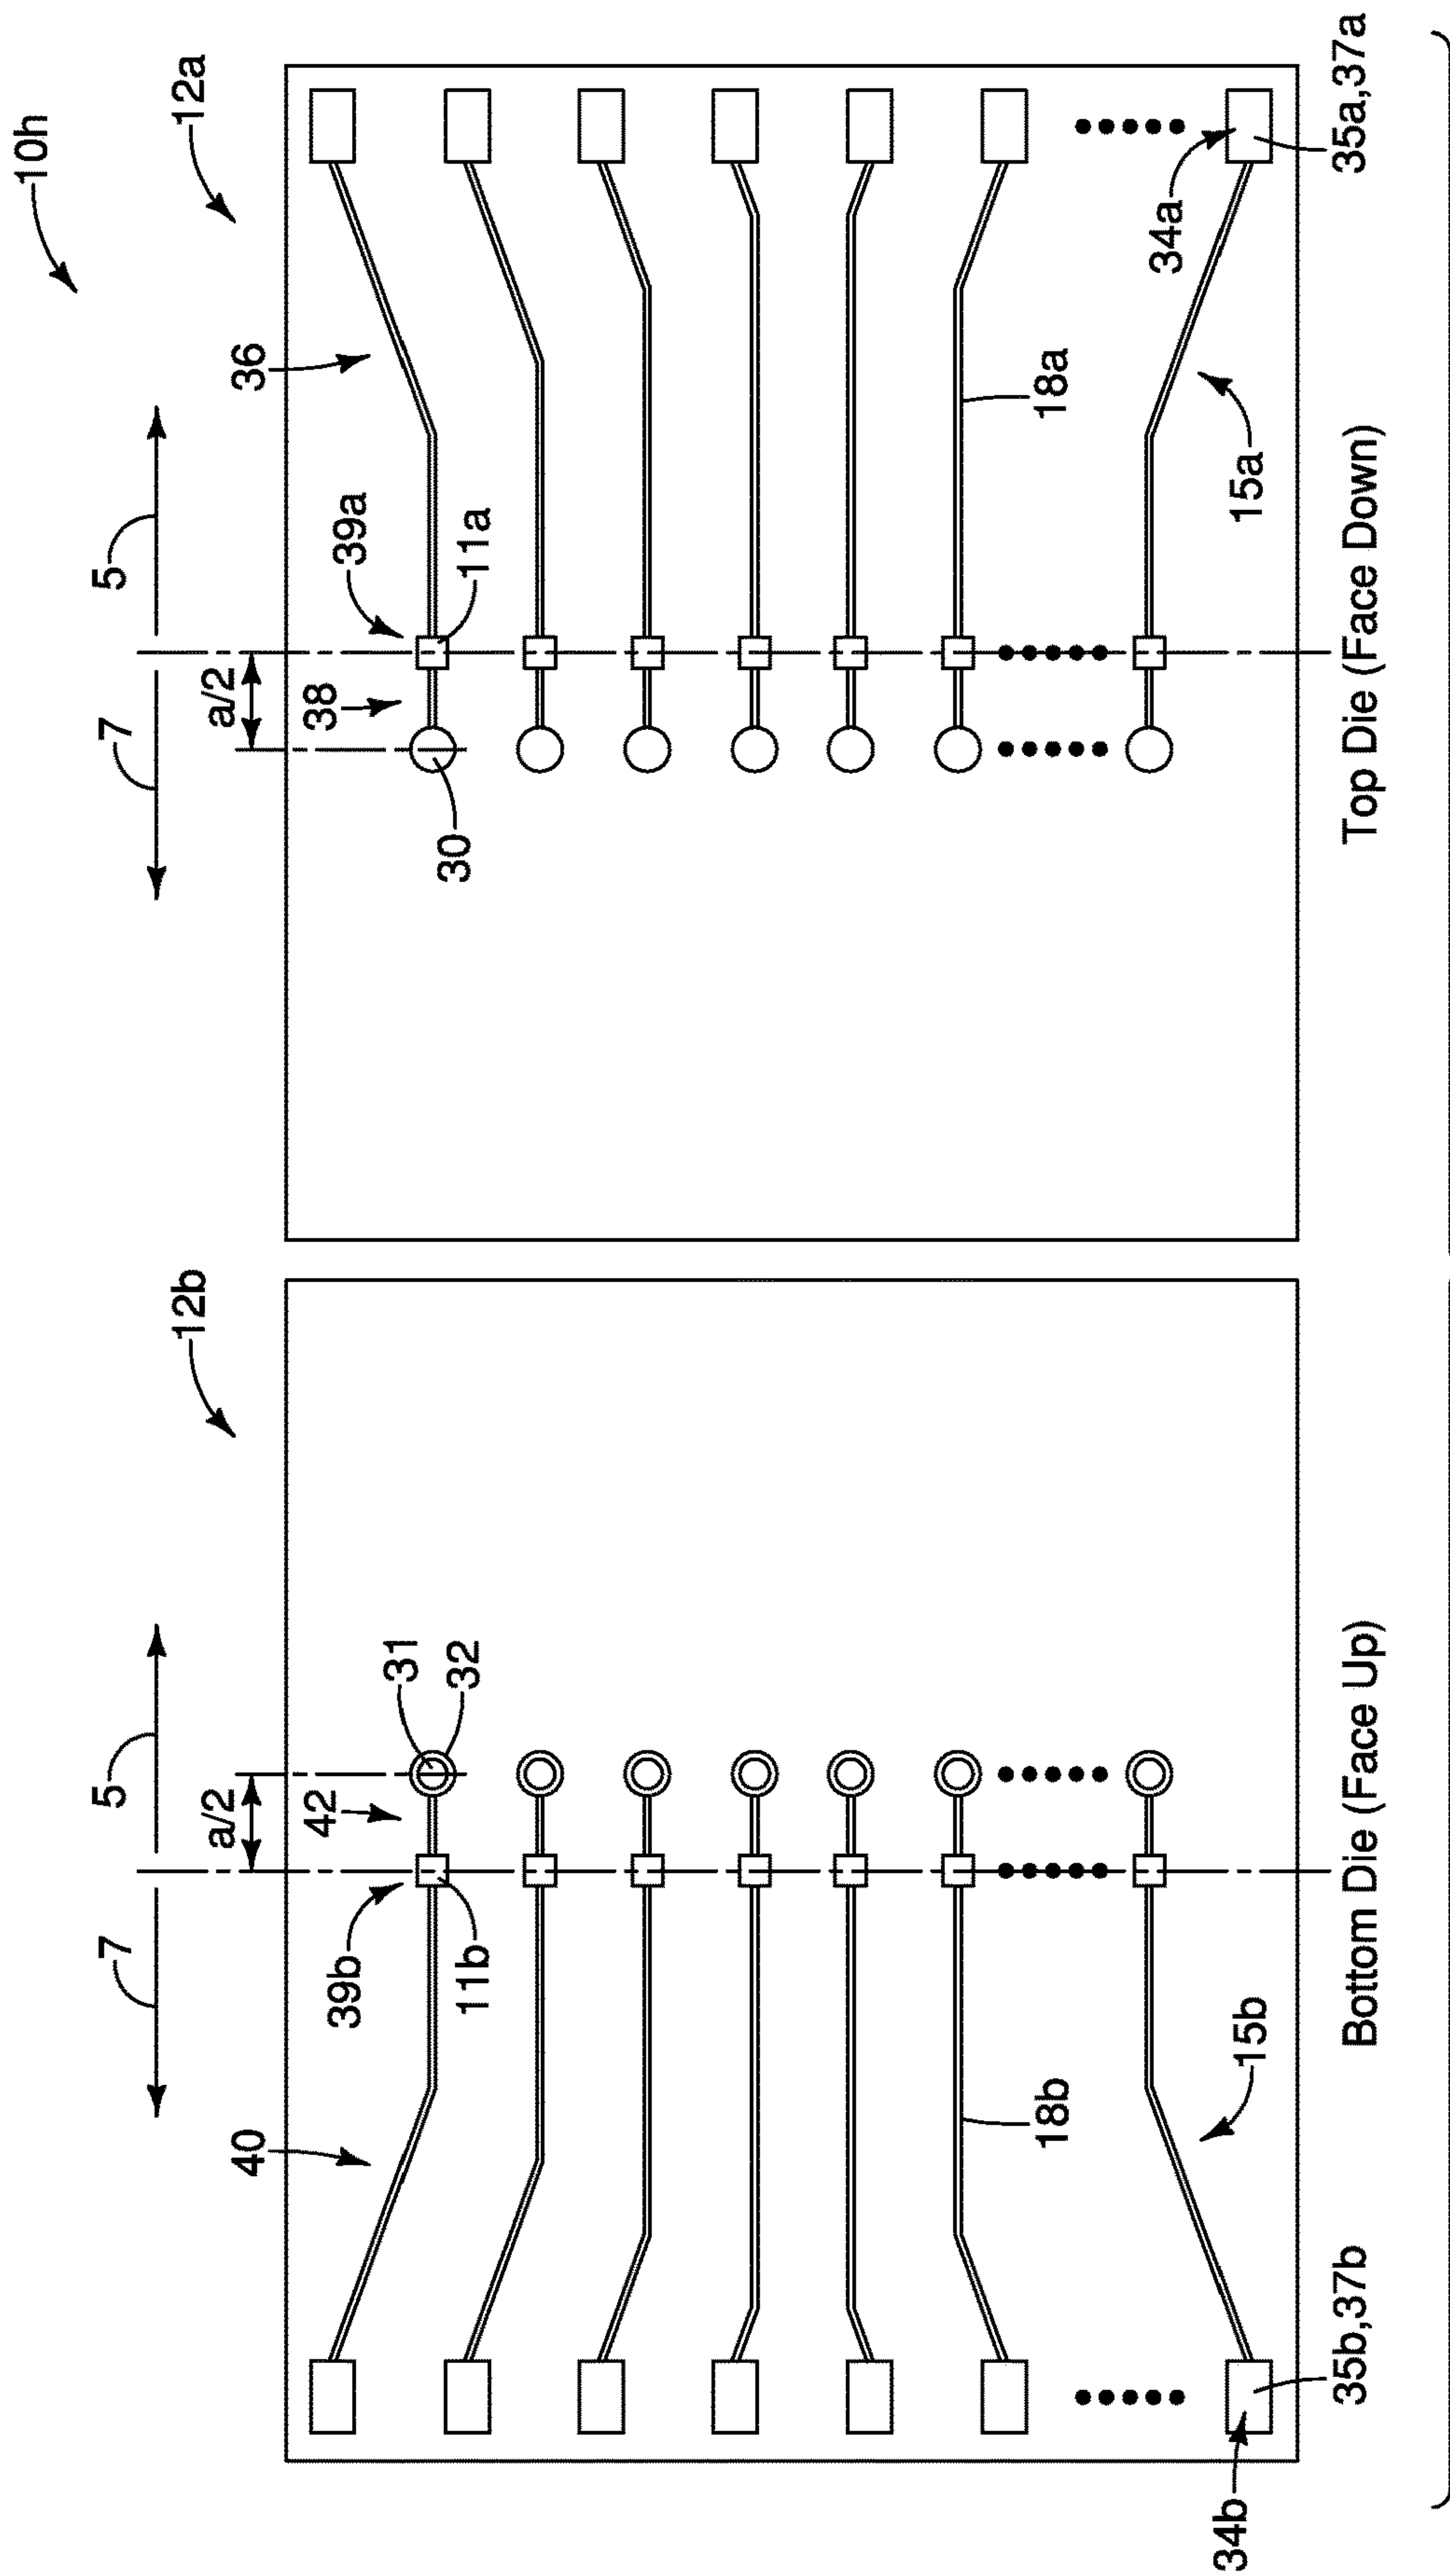 10h
12b
12a
7
5
7
5
a/2
a/2
40
42
38
36
39b
31
39a
11b
32
30
11a
18b
18a
34b
15b
15a
34a
35b,37b
35a,37a
Bottom Die (Face Up)
Top Die (Face Down)